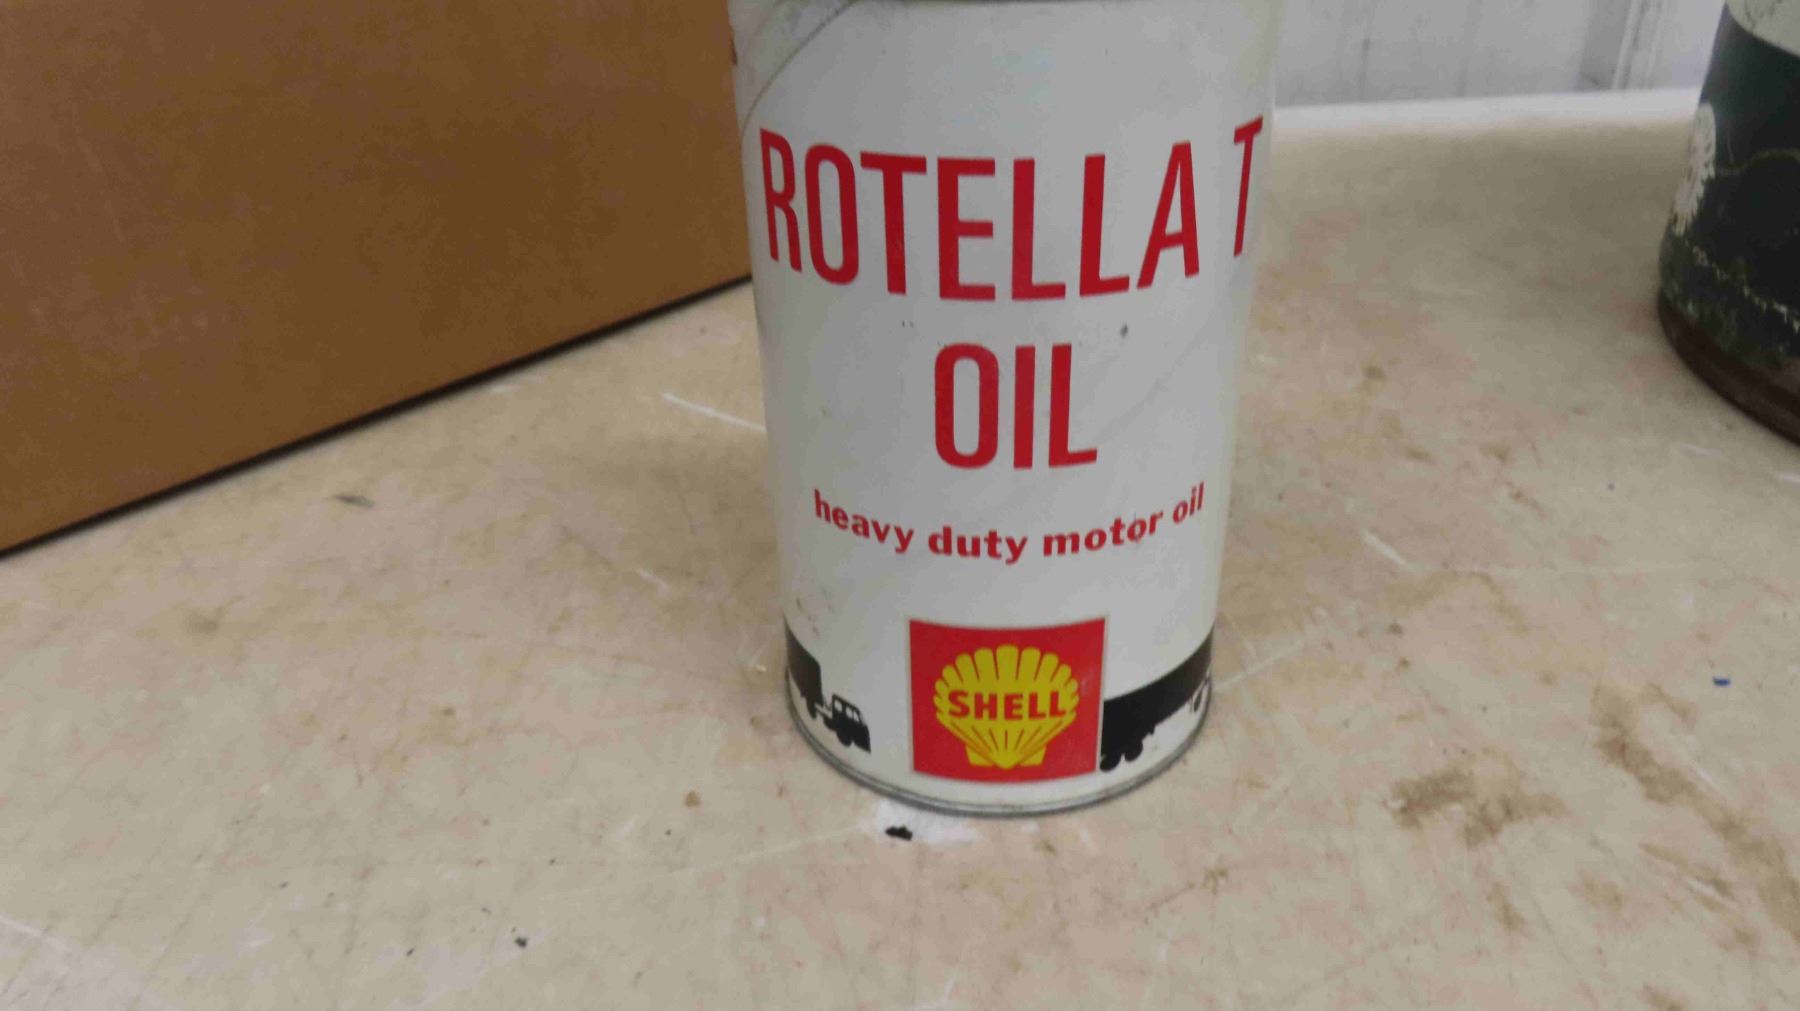 ROTELLA T
OIL
heavy duty motor oil
SHELL